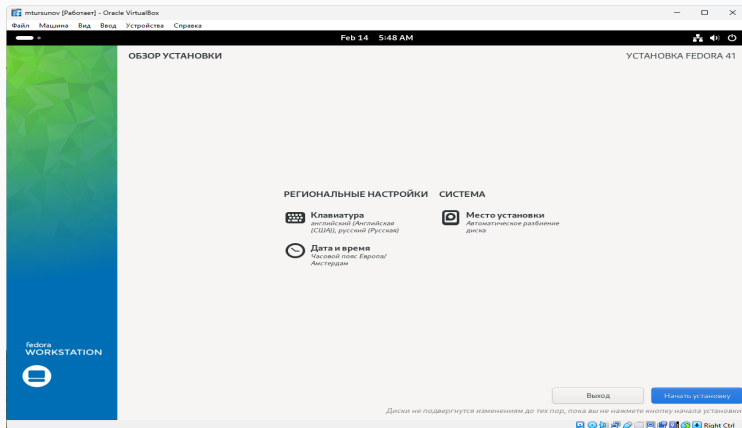 mtursunov [Работает] - Oracle VirtualBox
Файл Машина Вид Ввод Устройства Справка
Feb 14 5:48 AM
ОБЗОР УСТАНОВКИ
УСТАНОВКА FEDORA 41
РЕГИОНАЛЬНЫЕ НАСТРОЙКИ
Клавиатура
английский (Английская
(США)), русский (Русская)
Дата и время
Часовой пояс Европа/
Амстердам
СИСТЕМА
Место установки
Автоматическое разбиение
диска
fedora
WORKSTATION
Выход
Начать установку
Диски не подвергнутся изменениям до тех пор, пока вы не нажмете кнопку начала установки
Right Ctrl